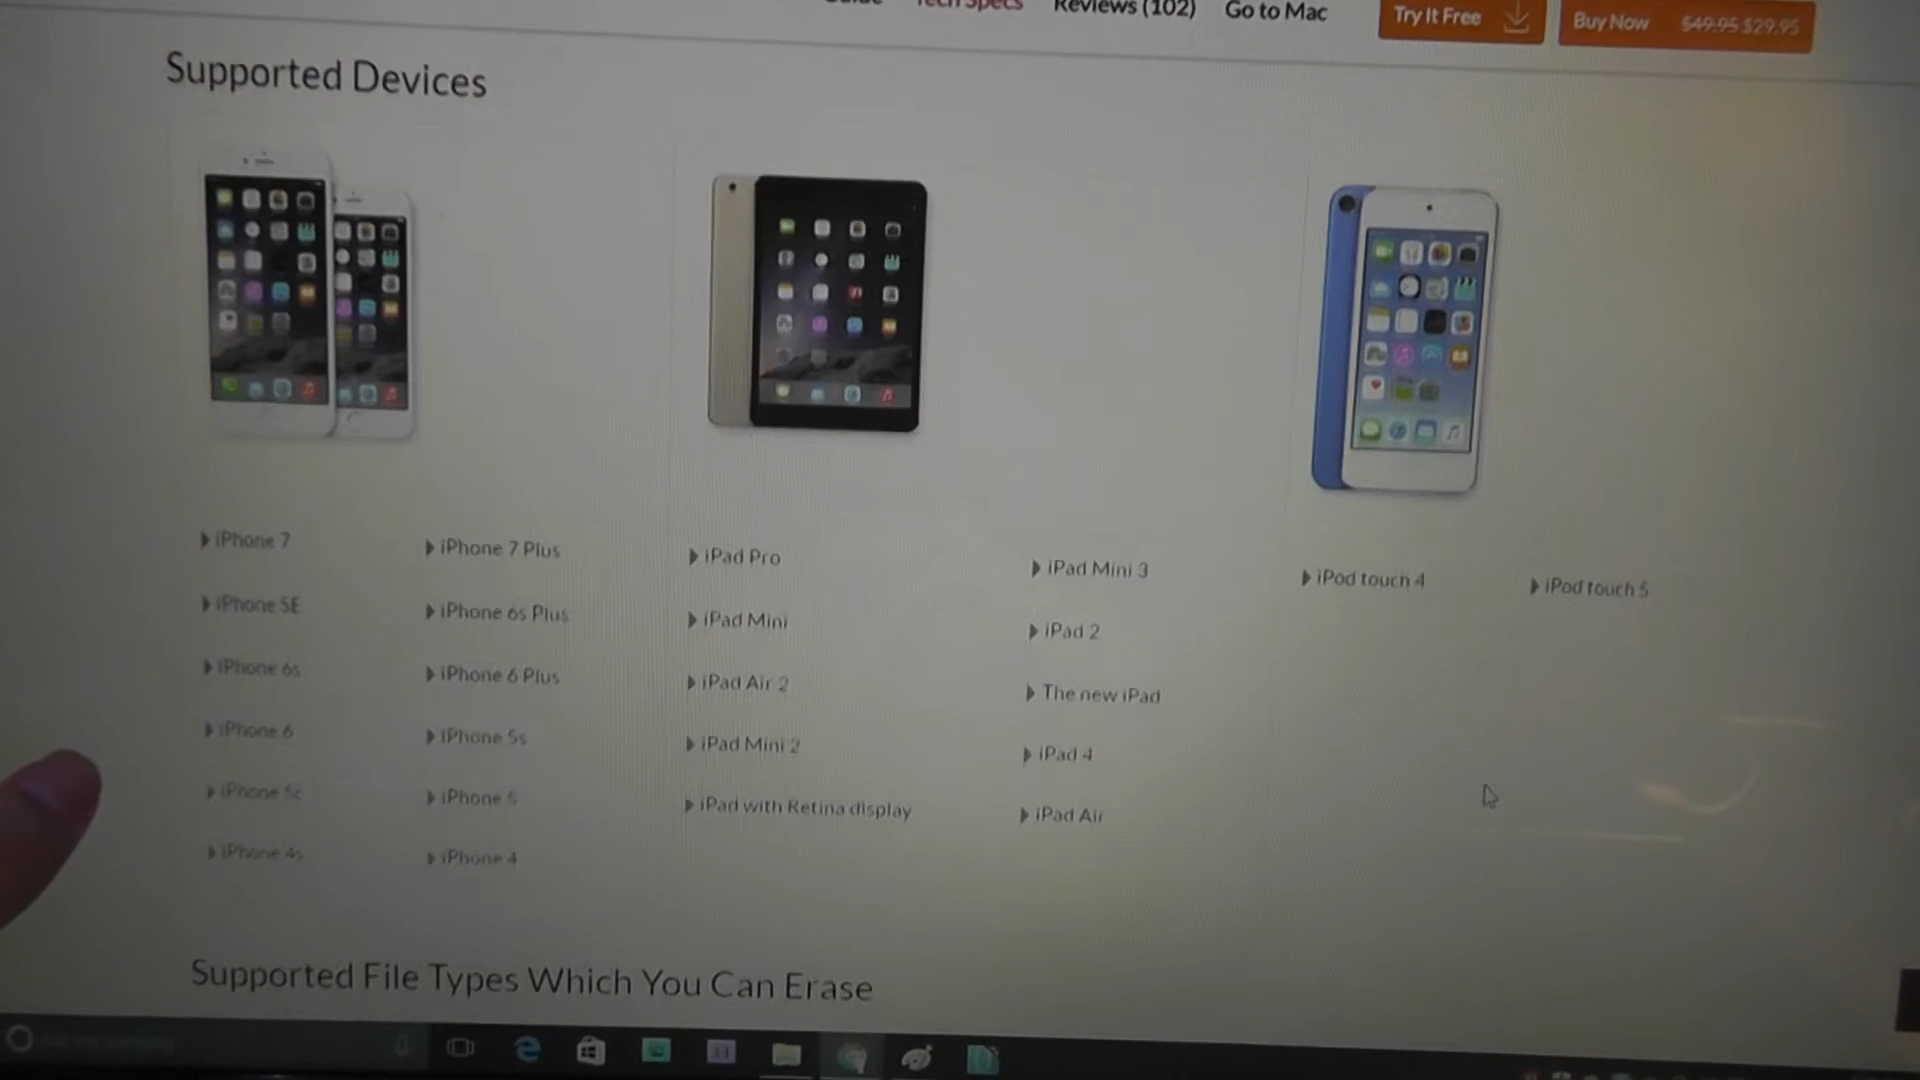 Guide Tech Specs Reviews (102) Go to Mac Try It Free Buy Now $49.95 $29.95
Supported Devices
iPhone 7 iPhone 7 Plus iPad Pro iPad Mini 3 iPod touch 4 iPod touch 5
iPhone SE iPhone 6s Plus iPad Mini iPad 2
iPhone 6s iPhone 6 Plus iPad Air 2 The new iPad
iPhone 6 iPhone 5s iPad Mini 2 iPad 4
iPhone 5c iPhone 5 iPad with Retina display iPad Air
iPhone 4s iPhone 4
Supported File Types Which You Can Erase